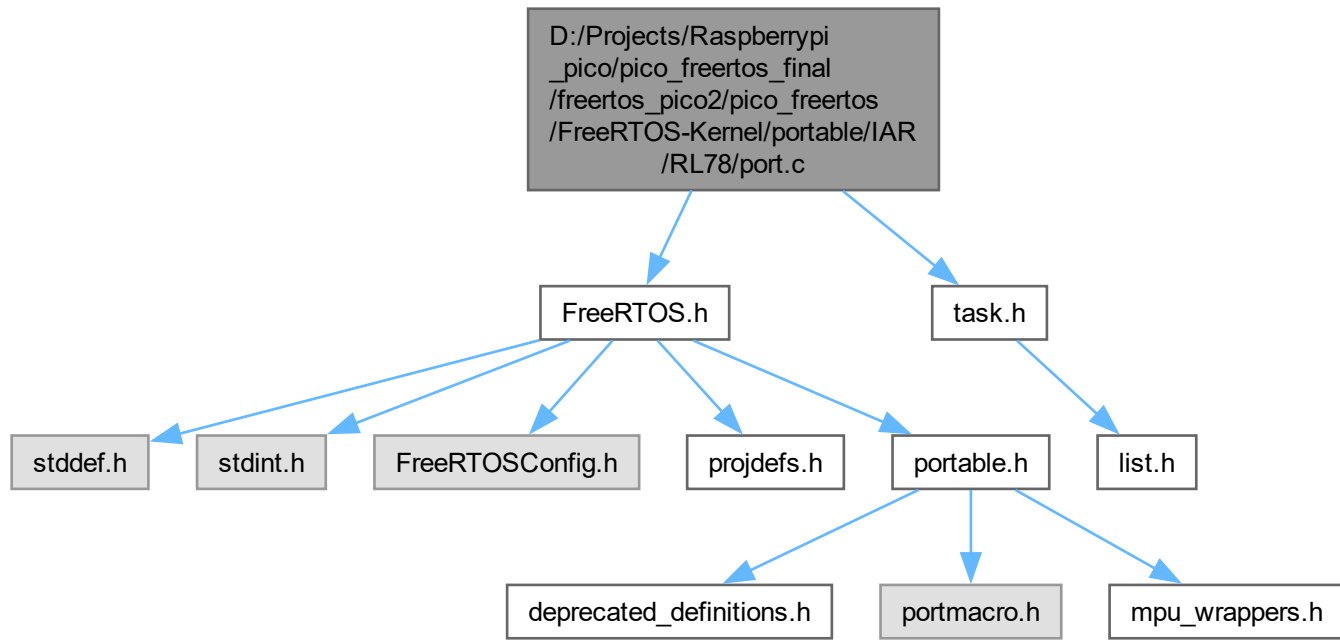 D:/Projects/Raspberrypi
_pico/pico_freertos_final
/freertos_pico2/pico_freertos
/FreeRTOS-Kernel/portable/IAR
/RL78/port.c
FreeRTOS.h
task.h
stddef.h
stdint.h
FreeRTOSConfig.h
projdefs.h
portable.h
list.h
deprecated_definitions.h
portmacro.h
mpu_wrappers.h